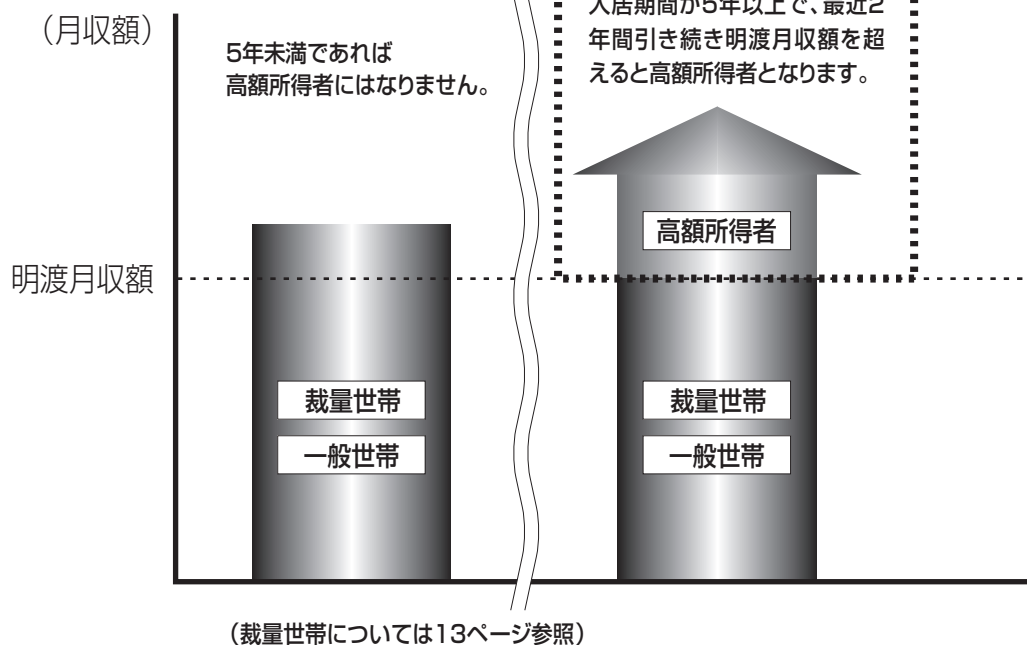 （月収額）
5年未満であれば
高額所得者にはなりません。
入居期間が5年以上で、最近2
年間引き続き明渡月収額を超
えると高額所得者となります。
高額所得者
明渡月収額
裁量世帯
一般世帯
裁量世帯
一般世帯
（裁量世帯については13ページ参照）